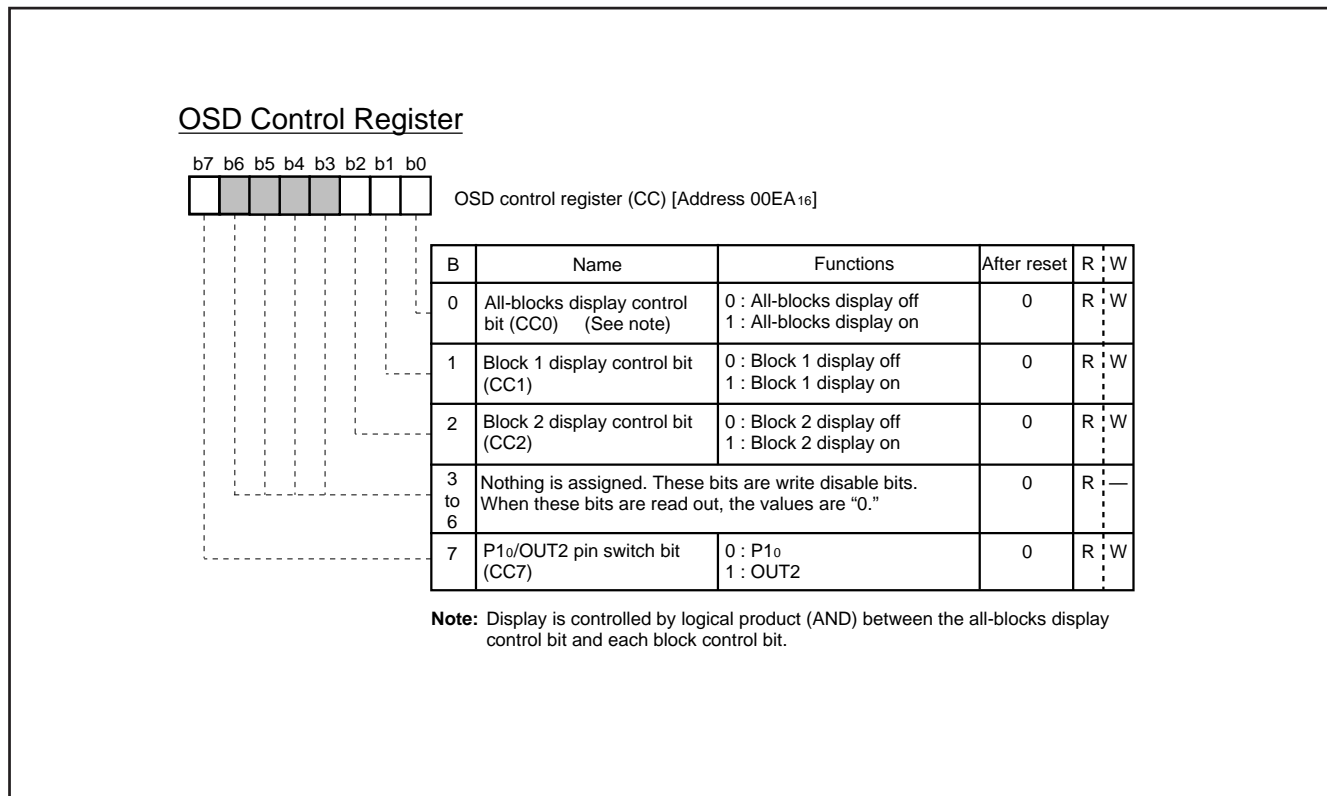 OSD Control Register
b7 b6 b5 b4 b3 b2 b1 b0
OSD control register (CC) [Address 00EA16]
B Name Functions After reset R W
0 All-blocks display control 0 : All-blocks display off 0 R W
bit (CC0) (See note) 1 : All-blocks display on
1 Block 1 display control bit 0 : Block 1 display off 0 R W
(CC1) 1 : Block 1 display on
2 Block 2 display control bit 0 : Block 2 display off 0 R W
(CC2) 1 : Block 2 display on
3 Nothing is assigned. These bits are write disable bits. 0 R —
to When these bits are read out, the values are “0.”
6
7 P10/OUT2 pin switch bit 0 : P10 0 R W
(CC7) 1 : OUT2
Note: Display is controlled by logical product (AND) between the all-blocks display
control bit and each block control bit.